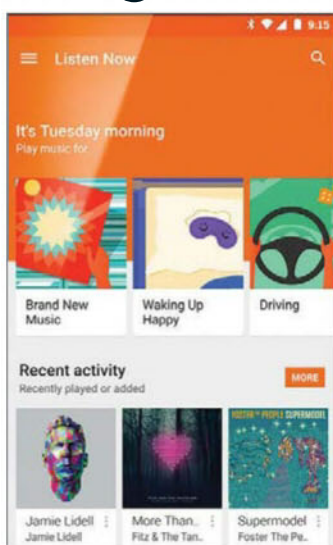 9:15
Listen Now
It's Tuesday morning
Play music for
Brand New
Music
Waking Up
Happy
Driving
Recent activity
Recently played or added
MORE
FOSTER THE PEOPLE SUPERMODEL
Jamie Lidell
Jamie Lidell
More Than..
Fitz & The Tan..
Supermodel
Foster The Pe..